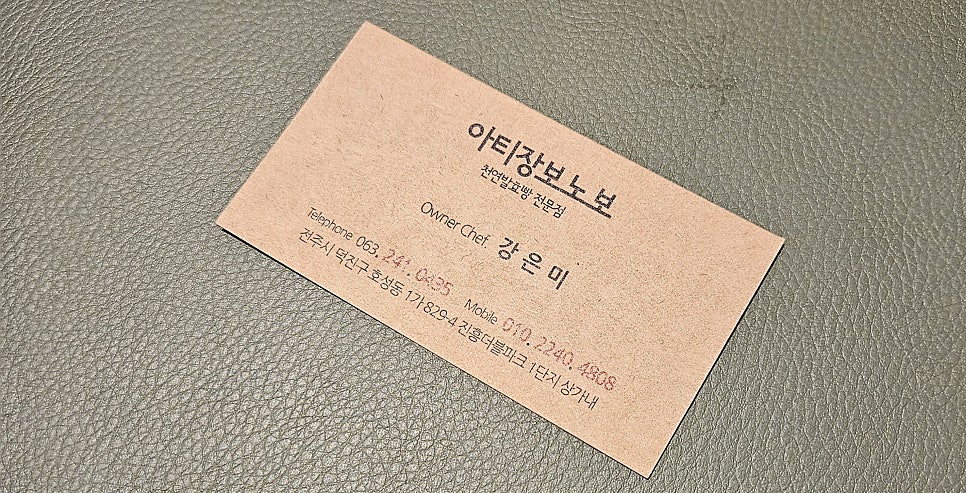 아티장보노보
천연발효빵 전문점
Owner Chef. 강은미
Telephone 063. 241. 0435 Mobile 010. 2240. 4808
전주시 덕진구 호성동 1가 829-4 진흥더블파크 1단지 상가내